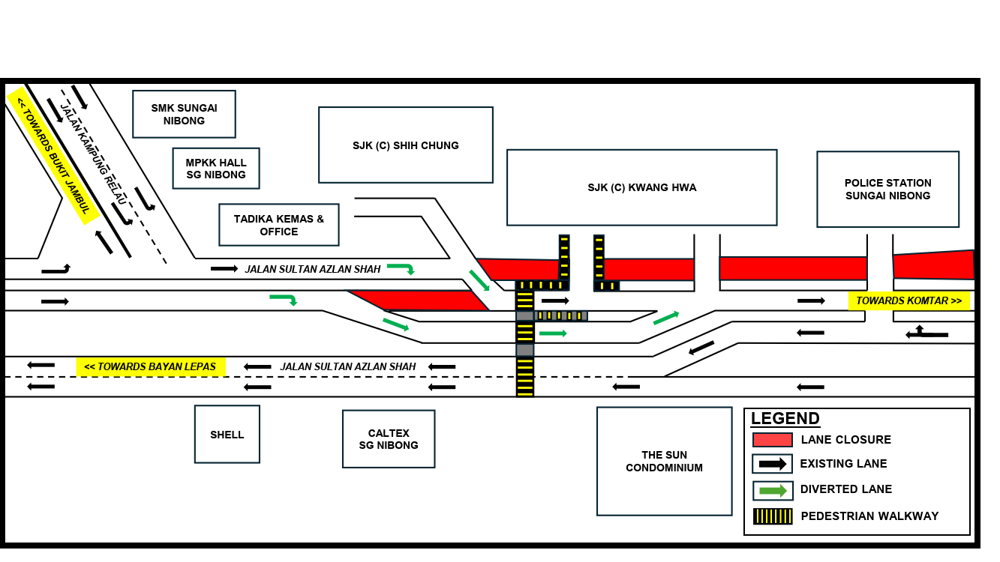 SMK SUNGAI
NIBONG
<< TOWARDS BUKIT JAMBUL
JALAN KAMPUNG RELAU
MPKK HALL
SG NIBONG
TADIKA KEMAS &
OFFICE
SJK (C) SHIH CHUNG
SJK (C) KWANG HWA
POLICE STATION
SUNGAI NIBONG
JALAN SULTAN AZLAN SHAH
TOWARDS KOMTAR >>
<< TOWARDS BAYAN LEPAS
JALAN SULTAN AZLAN SHAH
SHELL
CALTEX
SG NIBONG
THE SUN
CONDOMINIUM
LEGEND
LANE CLOSURE
EXISTING LANE
DIVERTED LANE
PEDESTRIAN WALKWAY